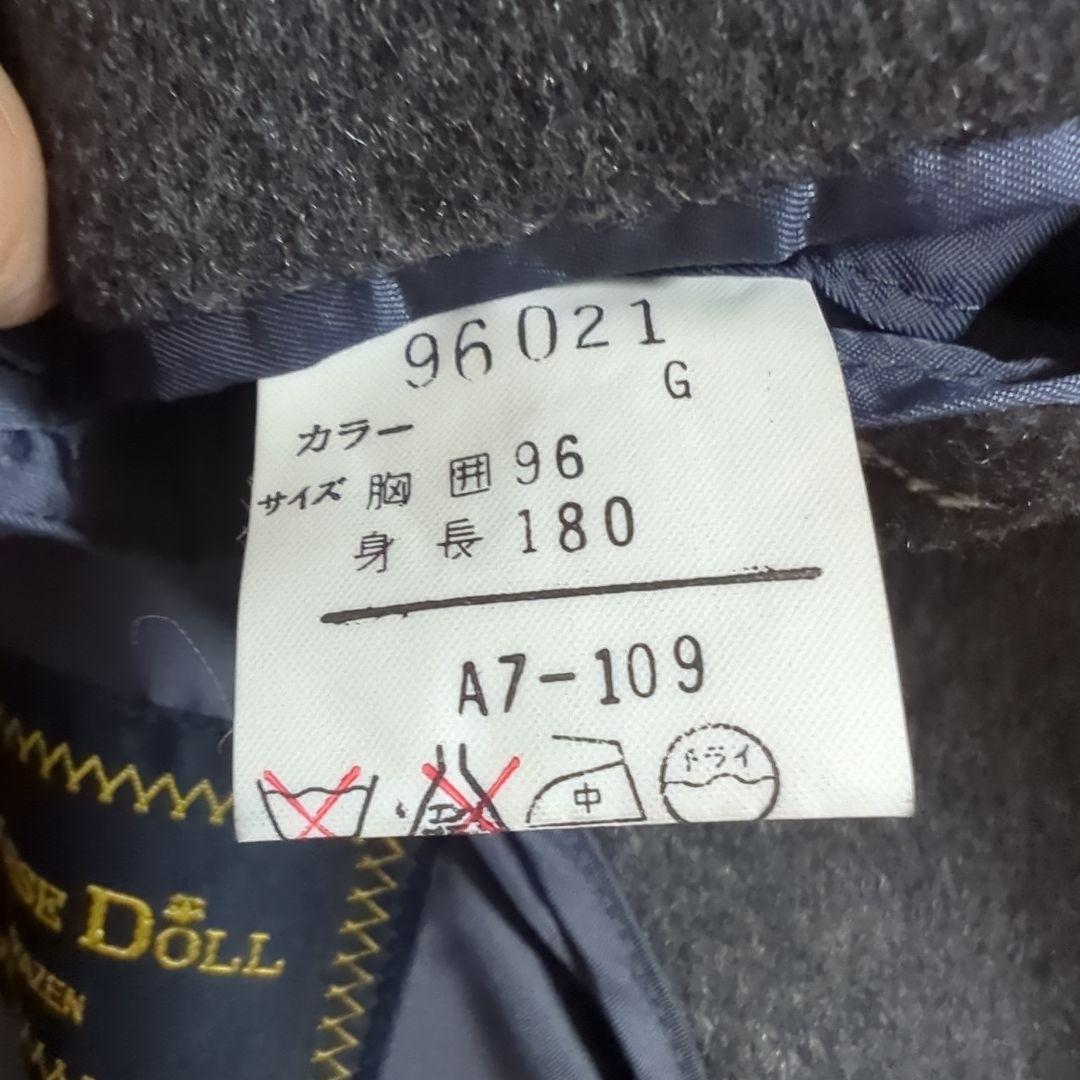 96021
G
カラー
サイズ 胸 囲 96
身 長 180
A7-109
中
ドライ
DOLL